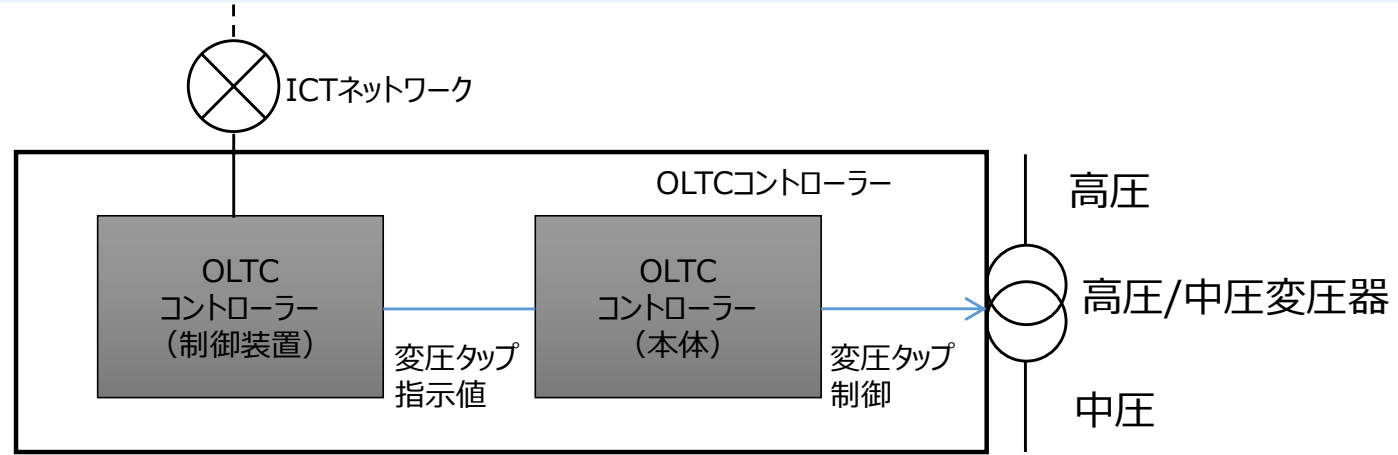 ICTネットワーク
OLTCコントローラー
OLTC
コントローラー
（制御装置）
変圧タップ
指示値
OLTC
コントローラー
（本体）
変圧タップ
制御
高圧
高圧/中圧変圧器
中圧